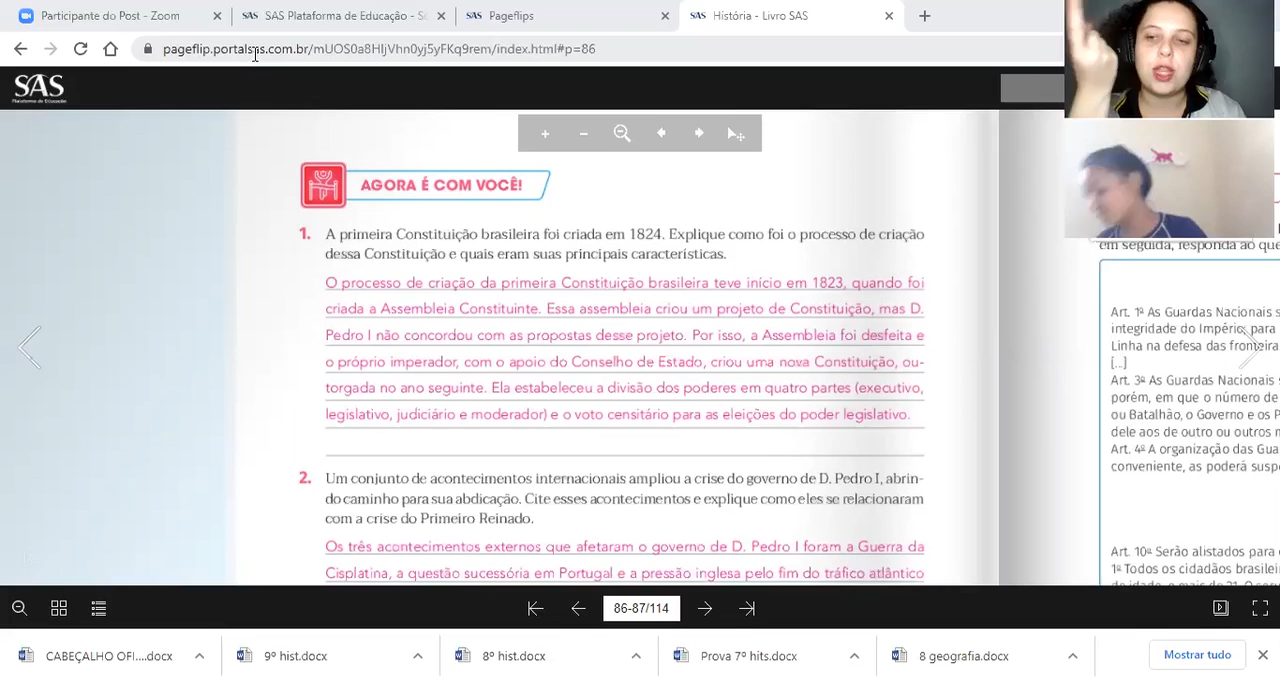 Participante do Post - Zoom
SAS Plataforma de Educação - S
Pageflips
História - Livro SAS
pageflip.portalsas.com.br/mUOS0a8HIjVhn0yj5yFKq9rem/index.html#p=86
SAS
Plataforma de Educação
AGORA É COM VOCÊ!
1. A primeira Constituição brasileira foi criada em 1824. Explique como foi o processo de criação
dessa Constituição e quais eram suas principais características.
O processo de criação da primeira Constituição brasileira teve início em 1823, quando foi
criada a Assembleia Constituinte. Essa assembleia criou um projeto de Constituição, mas D.
Pedro I não concordou com as propostas desse projeto. Por isso, a Assembleia foi desfeita e
o próprio imperador, com o apoio do Conselho de Estado, criou uma nova Constituição, ou-
torgada no ano seguinte. Ela estabeleceu a divisão dos poderes em quatro partes (executivo,
legislativo, judiciário e moderador) e o voto censitário para as eleições do poder legislativo.
2. Um conjunto de acontecimentos internacionais ampliou a crise do governo de D. Pedro I, abrin-
do caminho para sua abdicação. Cite esses acontecimentos e explique como eles se relacionaram
com a crise do Primeiro Reinado.
Os três acontecimentos externos que afetaram o governo de D. Pedro I foram a Guerra da
Cisplatina, a questão sucessória em Portugal e a pressão inglesa pelo fim do tráfico atlântico
em seguida, responda ao que
Art. 1º As Guardas Nacionais s
integridade do Império, para
Linha na defesa das fronteira
[...]
Art. 3º As Guardas Nacionais s
porém, em que o número de
ou Batalhão, o Governo e os P
dele aos de outro ou outros m
Art. 4º A organização das Gua
conveniente, as poderá suspe
Art. 10º Serão alistados para
1º Todos os cidadãos brasilei
86-87/114
CABEÇALHO OFI....docx
9º hist.docx
8º hist.docx
Prova 7º hits.docx
8 geografia.docx
Mostrar tudo